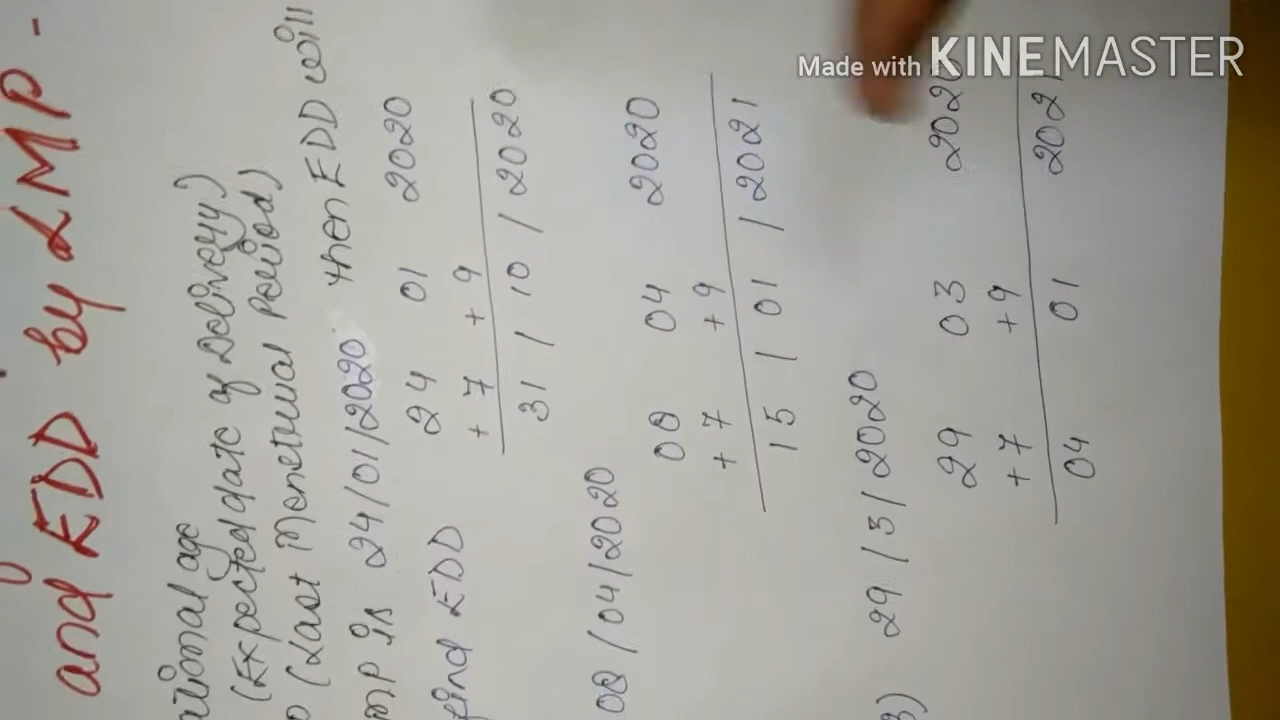 and EDD by LMP -
ational age
(Expected date of Delivery)
(Last Menstrual period)
MP is 24/01/2020 then EDD will
find EDD
24 01 2020
+ 7 + 9
31 / 10 / 2020
08/04/2020
08 04 2020
+ 7 + 9
15 / 01 / 2021
3) 29/3/2020
29 03 2020
+ 7 + 9
04 01 2021
Made with KINEMASTER